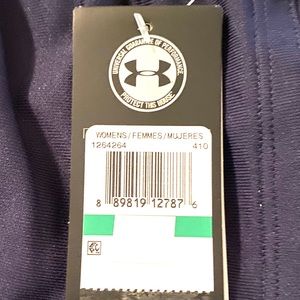 UNIVERSAL GUARANTEE OF PERFORMANCE
PROTECT THIS HOUSE.
WOMENS/FEMMES/MUJERES
1264264 410
8 89819 12787 6